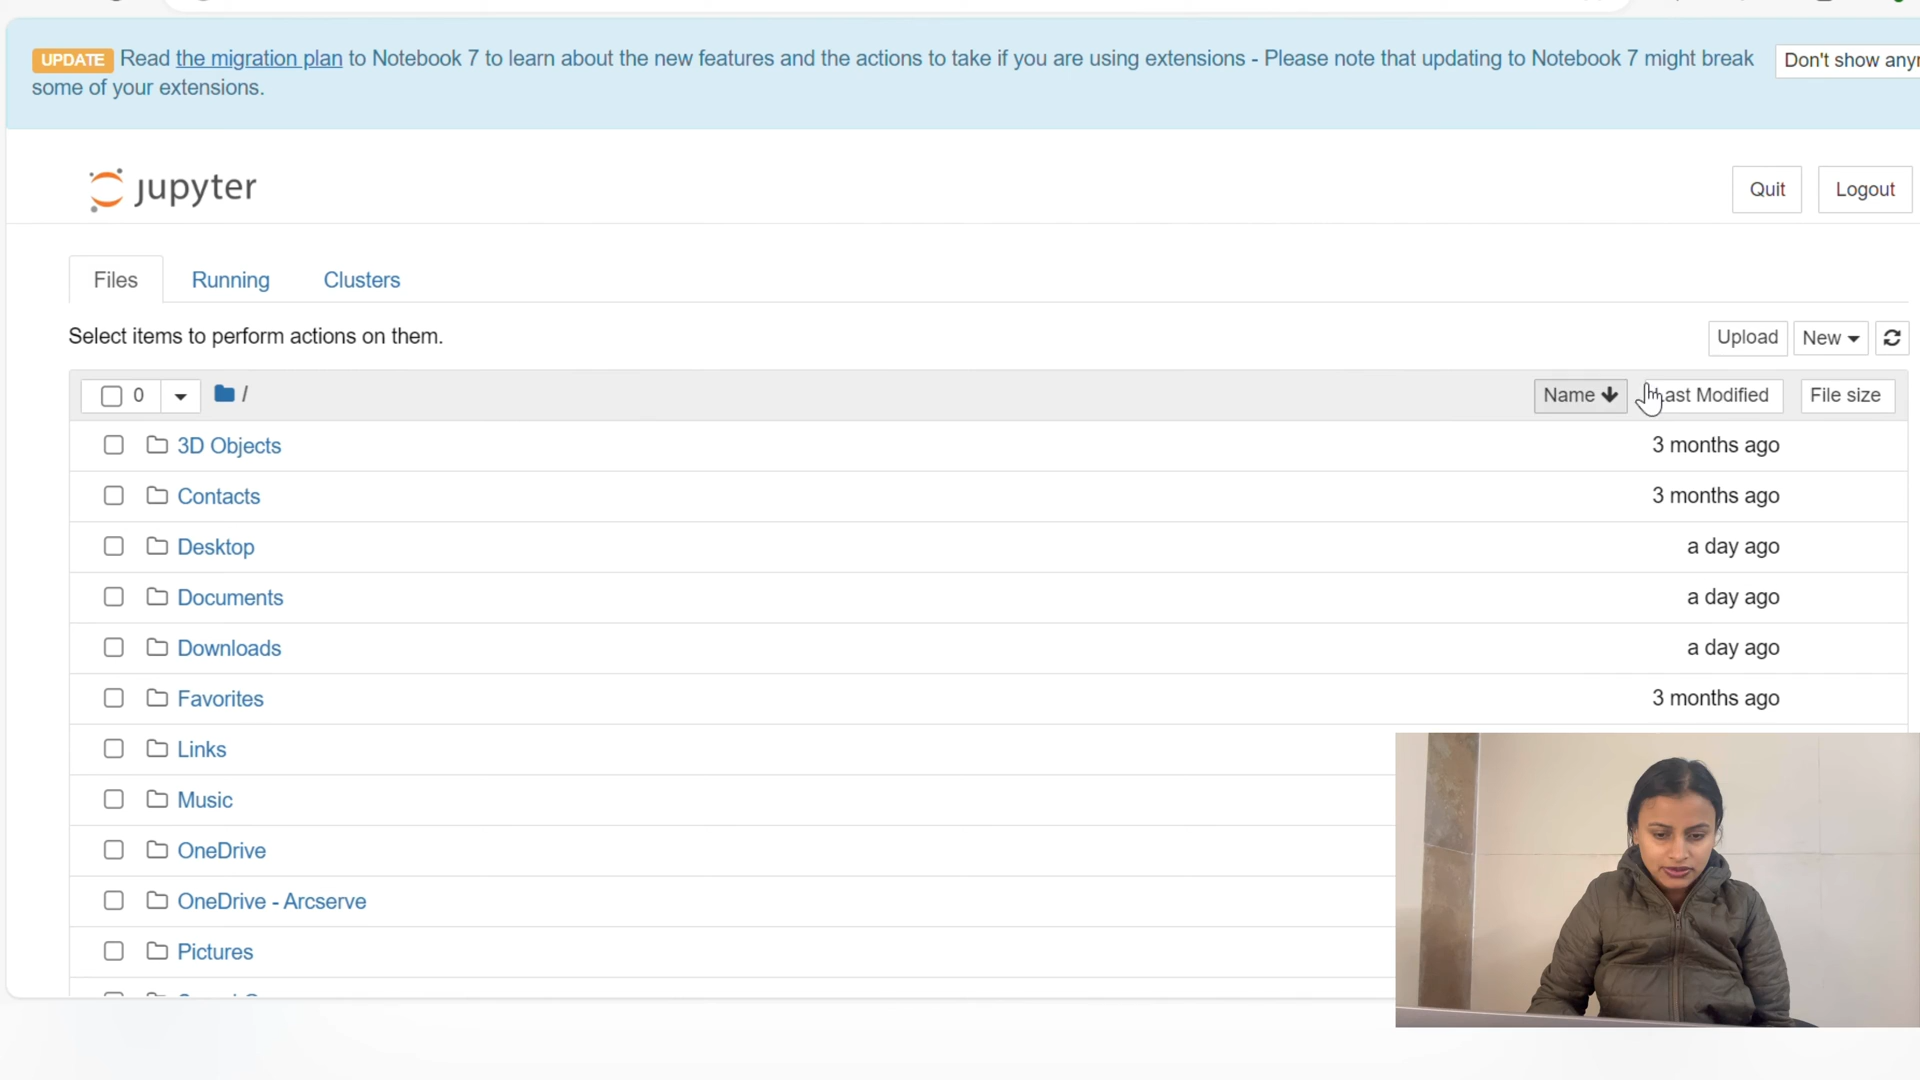 UPDATE Read the migration plan to Notebook 7 to learn about the new features and the actions to take if you are using extensions - Please note that updating to Notebook 7 might break
some of your extensions.
Don't show
jupyter
Quit
Logout
Files
Running
Clusters
Select items to perform actions on them.
Upload
New
0
/
Name
Last Modified
File size
3D Objects
3 months ago
Contacts
3 months ago
Desktop
a day ago
Documents
a day ago
Downloads
a day ago
Favorites
3 months ago
Links
Music
OneDrive
OneDrive - Arcserve
Pictures